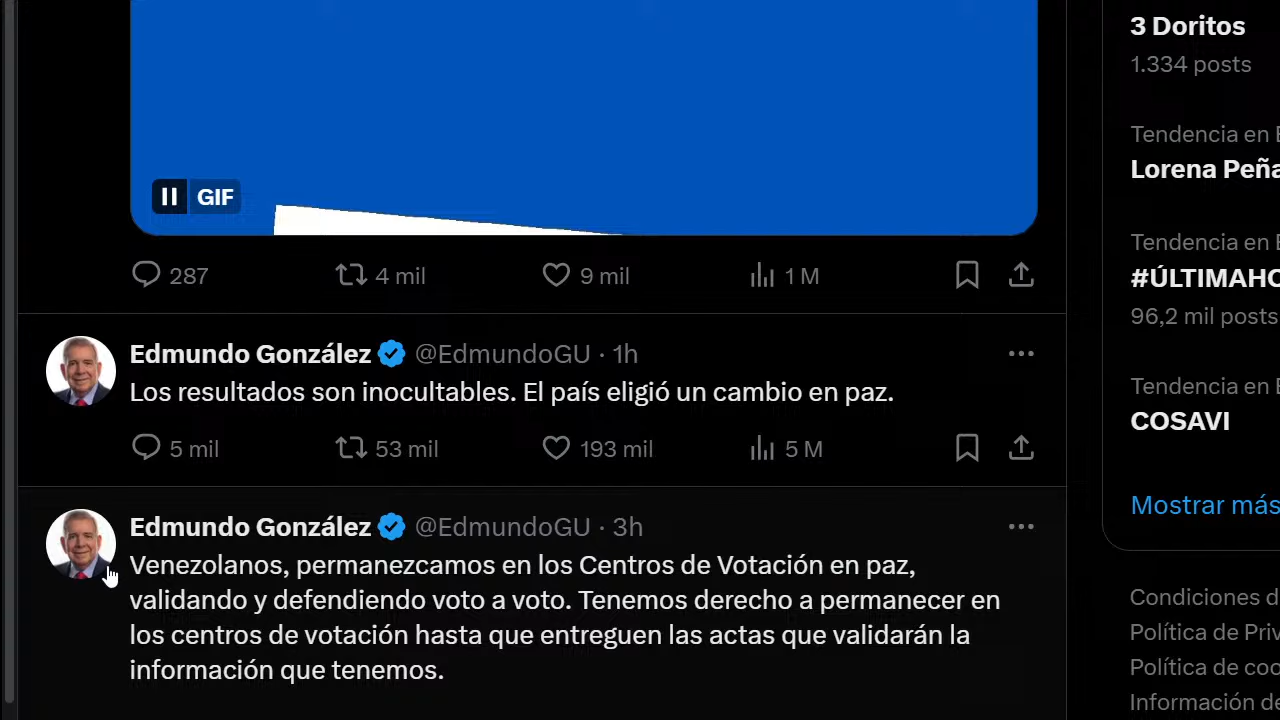 GIF
287
4 mil
9 mil
1 M
Edmundo González @EdmundoGU · 1h
Los resultados son inocultables. El país eligió un cambio en paz.
5 mil
53 mil
193 mil
5 M
Edmundo González @EdmundoGU · 3h
Venezolanos, permanezcamos en los Centros de Votación en paz,
validando y defendiendo voto a voto. Tenemos derecho a permanecer en
los centros de votación hasta que entreguen las actas que validarán la
información que tenemos.
3 Doritos
1.334 posts
Tendencia en
Lorena Peña
Tendencia en
#ÚLTIMAHO
96,2 mil posts
Tendencia en
COSAVI
Mostrar más
Condiciones d
Política de Priv
Política de coo
Información de